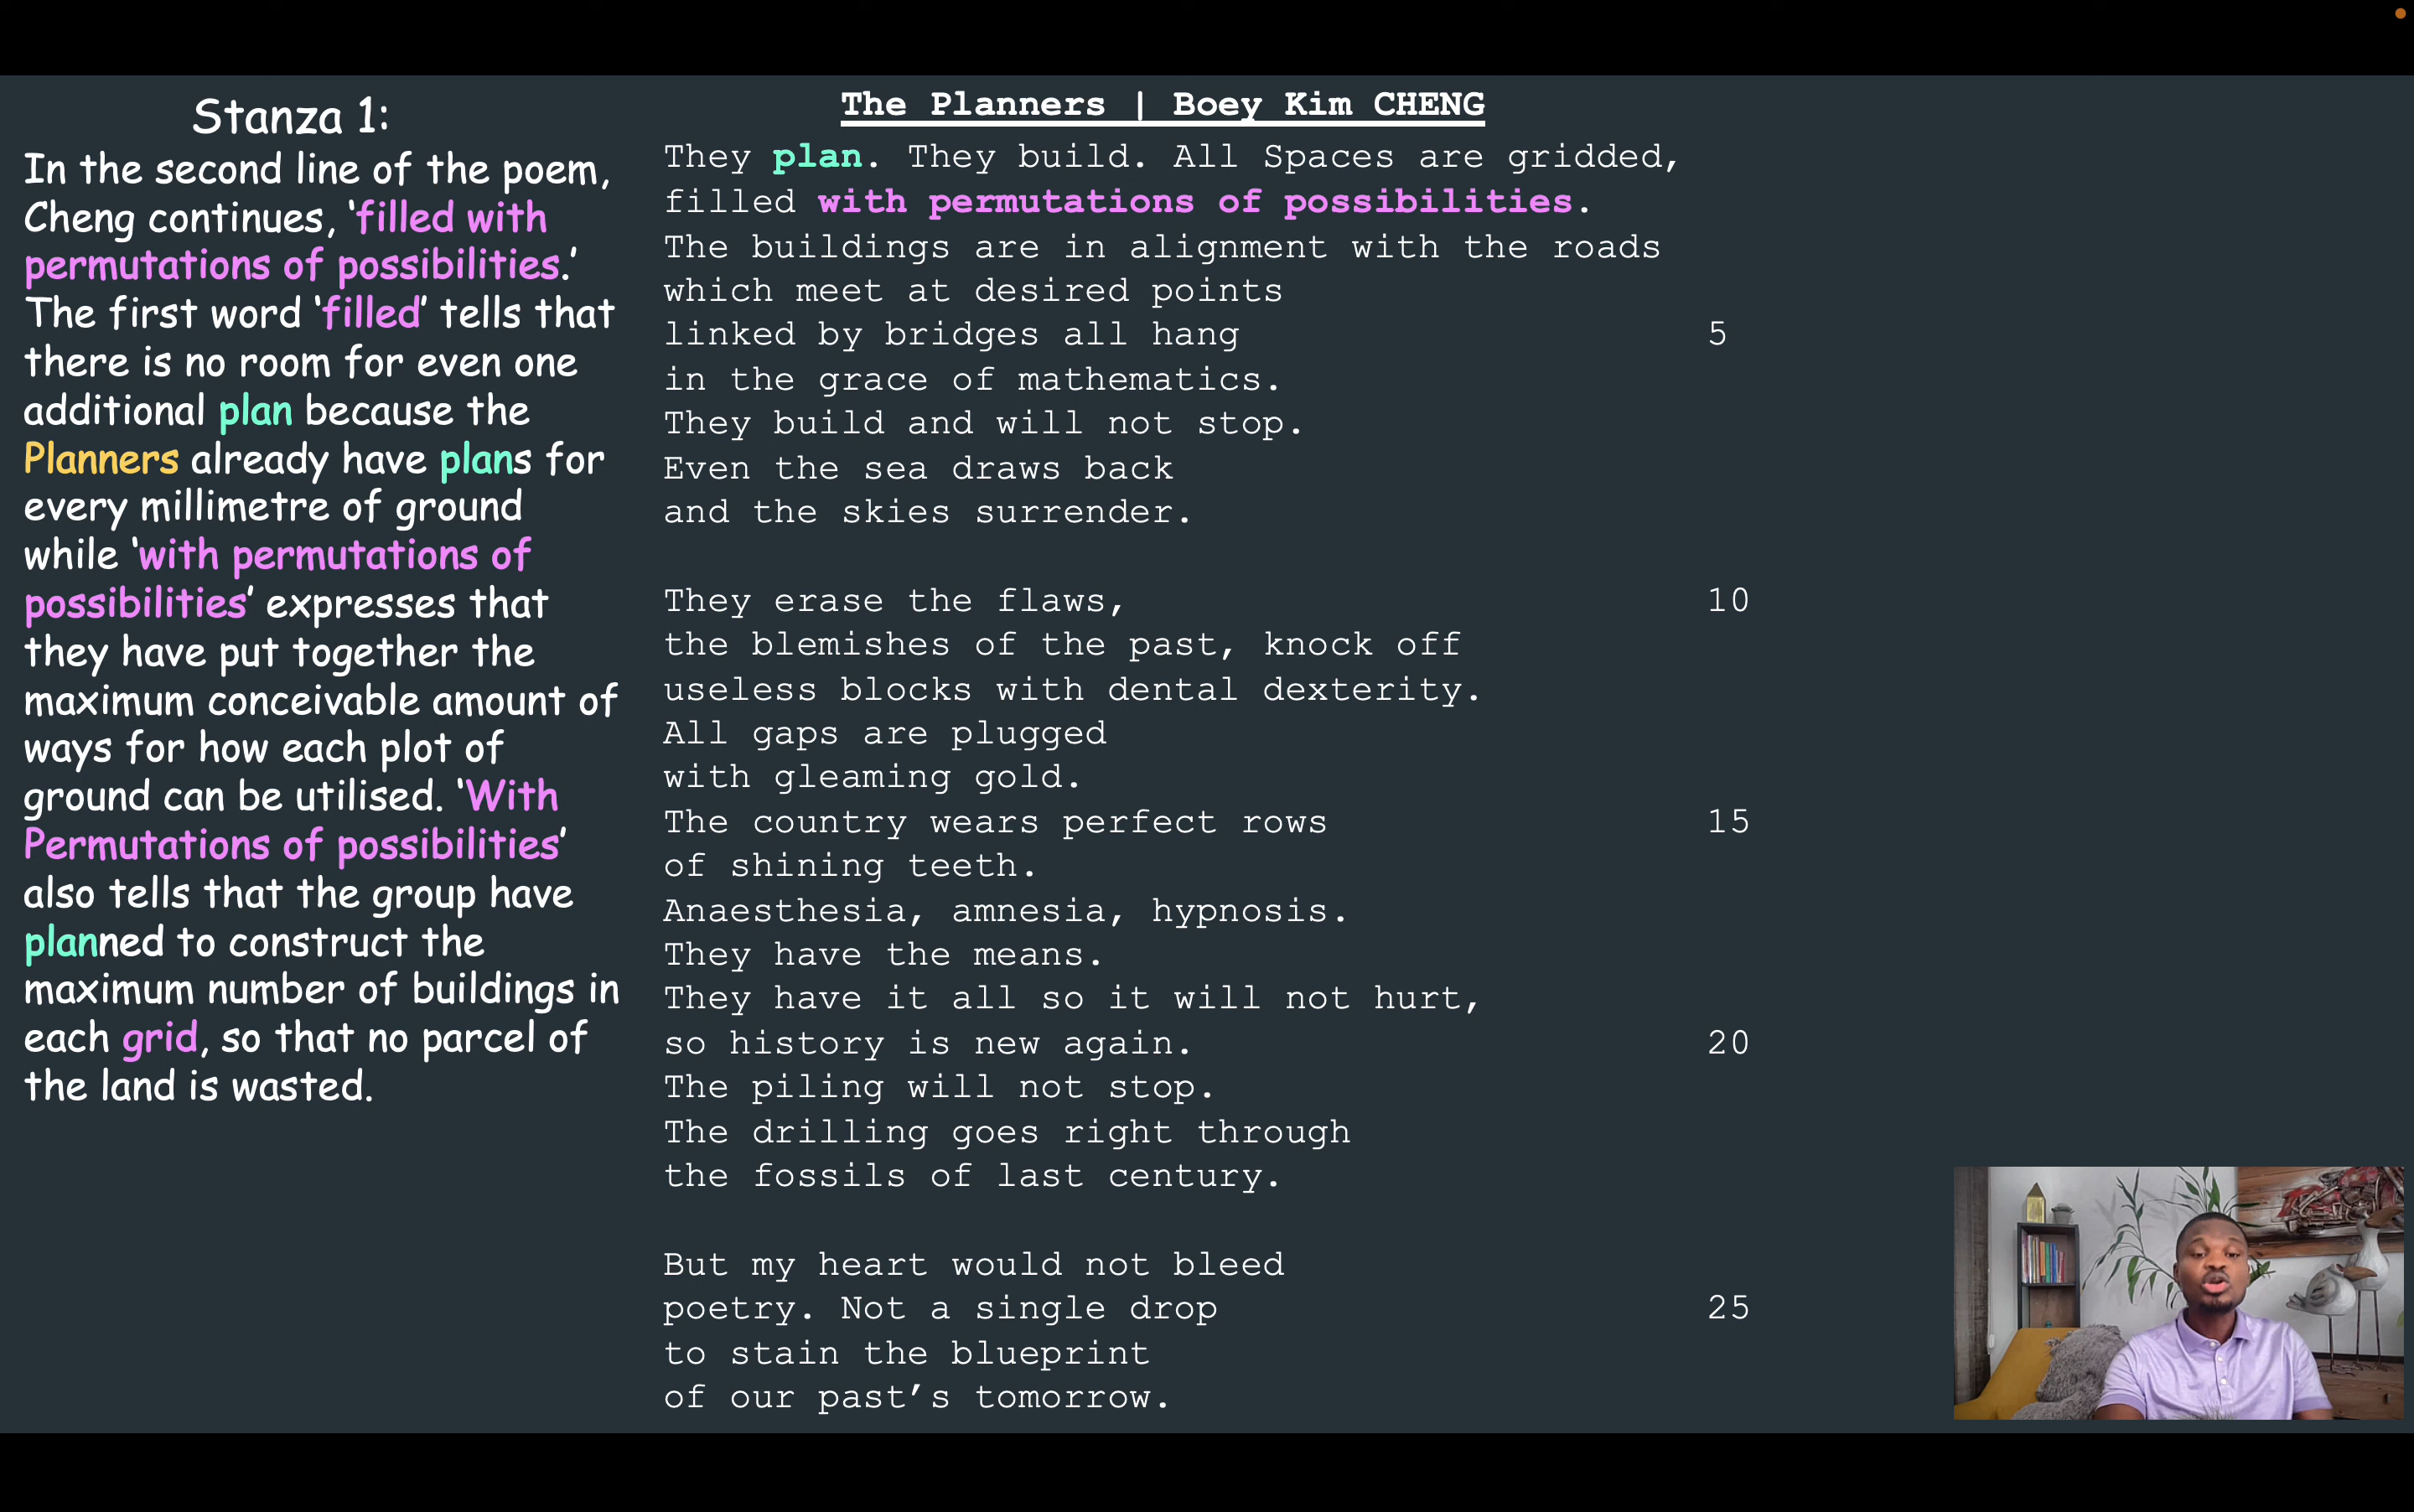 Stanza 1:
In the second line of the poem,
Cheng continues, ‘filled with
permutations of possibilities.’
The first word ‘filled’ tells that
there is no room for even one
additional plan because the
Planners already have plans for
every millimetre of ground
while ‘with permutations of
possibilities’ expresses that
they have put together the
maximum conceivable amount of
ways for how each plot of
ground can be utilised. ‘With
Permutations of possibilities’
also tells that the group have
planned to construct the
maximum number of buildings in
each grid, so that no parcel of
the land is wasted.
The Planners | Boey Kim CHENG
They plan. They build. All Spaces are gridded,
filled with permutations of possibilities.
The buildings are in alignment with the roads
which meet at desired points
linked by bridges all hang 5
in the grace of mathematics.
They build and will not stop.
Even the sea draws back
and the skies surrender.
They erase the flaws, 10
the blemishes of the past, knock off
useless blocks with dental dexterity.
All gaps are plugged
with gleaming gold.
The country wears perfect rows 15
of shining teeth.
Anaesthesia, amnesia, hypnosis.
They have the means.
They have it all so it will not hurt,
so history is new again. 20
The piling will not stop.
The drilling goes right through
the fossils of last century.
But my heart would not bleed
poetry. Not a single drop 25
to stain the blueprint
of our past’s tomorrow.